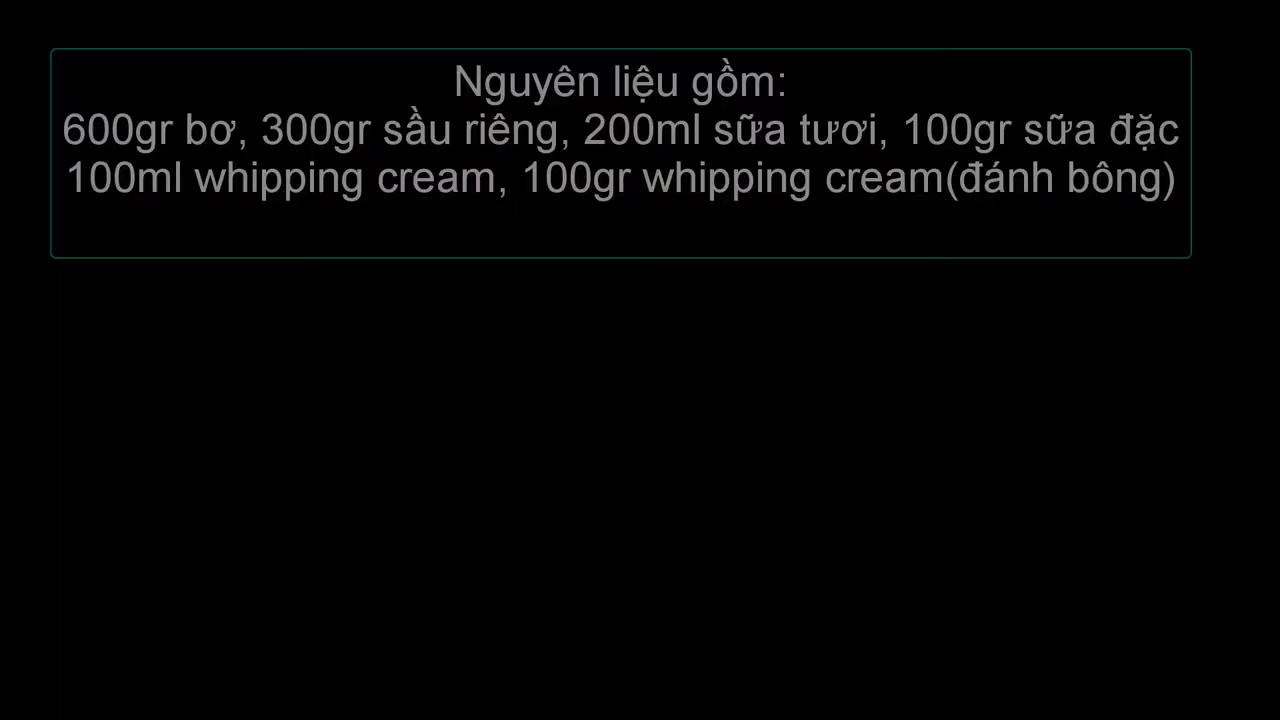 Nguyên liệu gồm:
600gr bơ, 300gr sầu riêng, 200ml sữa tươi, 100gr sữa đặc
100ml whipping cream, 100gr whipping cream(đánh bông)